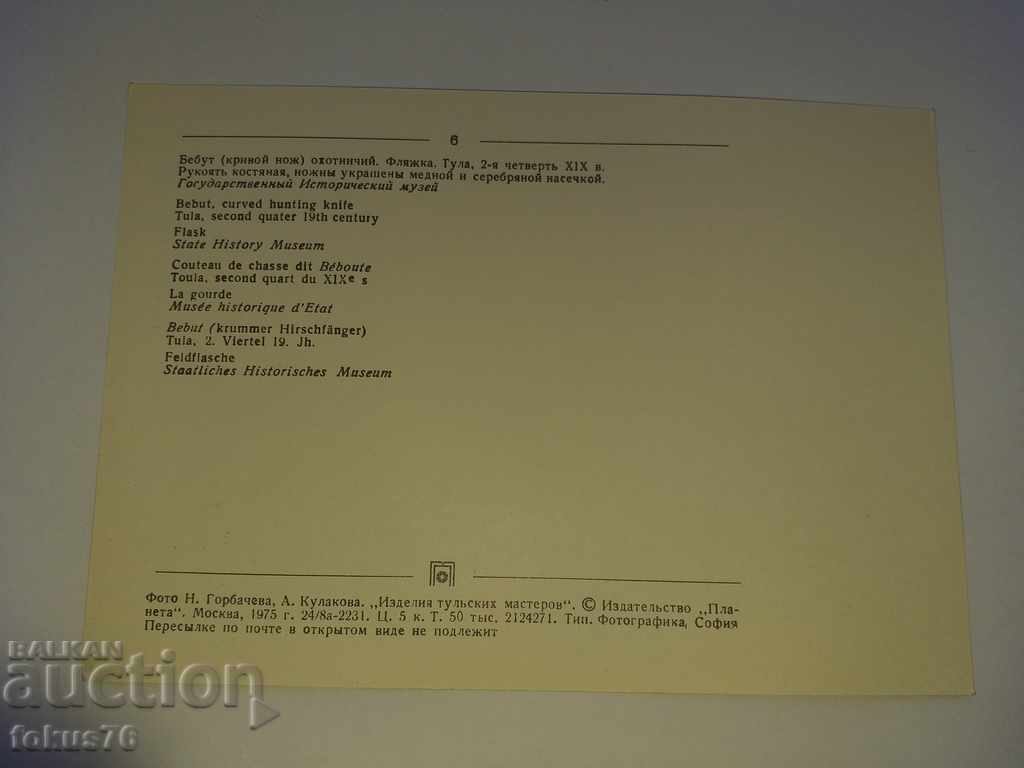 6
Бебут (кривой нож) охотничий. Фляжка. Тула, 2-я четверть XIX в.
Рукоять костяная, ножны украшены медной и серебряной насечкой.
Государственный Исторический музей
Bebut, curved hunting knife
Tula, second quater 19th century
Flask
State History Museum
Couteau de chasse dit Béboute
Toula, second quart du XIXe s
La gourde
Musée historique d'Etat
Bebut (krummer Hirschfänger)
Tula, 2. Viertel 19. Jh.
Feldflasche
Staatliches Historisches Museum
Фото Н. Горбачева, А. Кулакова. „Изделия тульских мастеров". © Издательство „Пла-
нета". Москва, 1975 г. 24/8а-2231. Ц. 5 к. Т. 50 тыс. 2124271. Тип. Фотографика, София
Пересылке по почте в открытом виде не подлежит
BALKAN
auction
fokus76